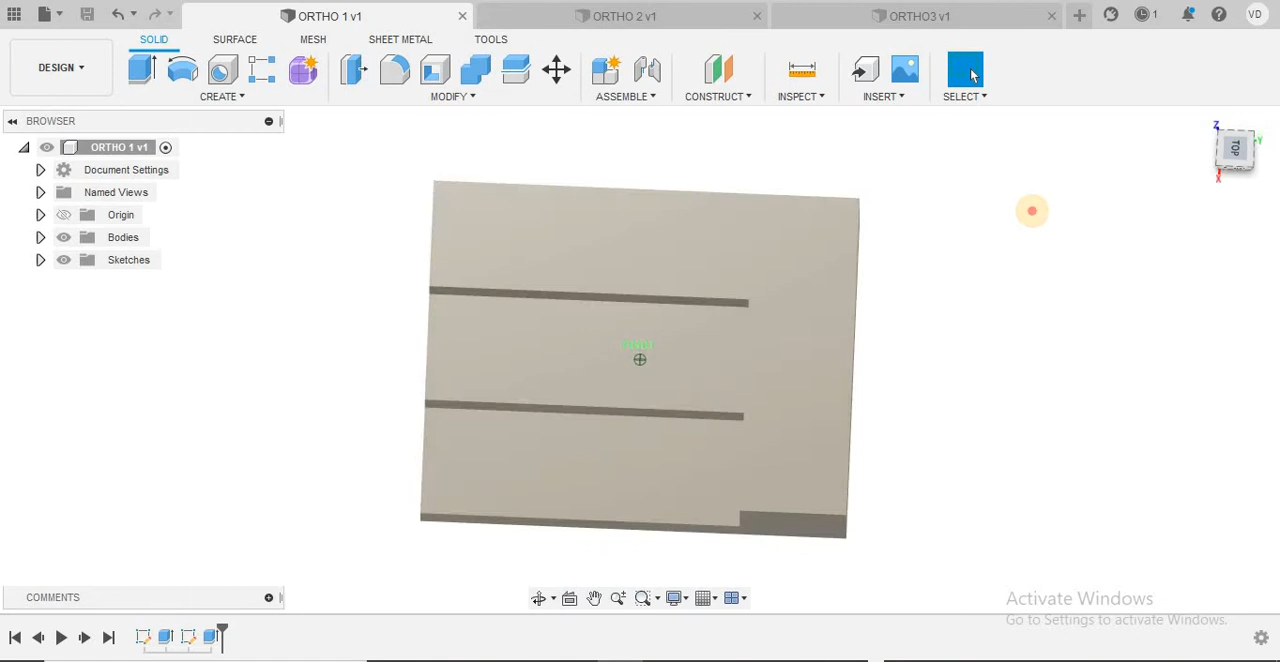 ORTHO 1 v1
ORTHO 2 v1
ORTHO3 v1
1
VD
DESIGN
SOLID
SURFACE
MESH
SHEET METAL
TOOLS
CREATE
MODIFY
ASSEMBLE
CONSTRUCT
INSPECT
INSERT
SELECT
BROWSER
ORTHO 1 v1
Document Settings
Named Views
Origin
Bodies
Sketches
Z
Y
X
TOP
COMMENTS
Activate Windows
Go to Settings to activate Windows.